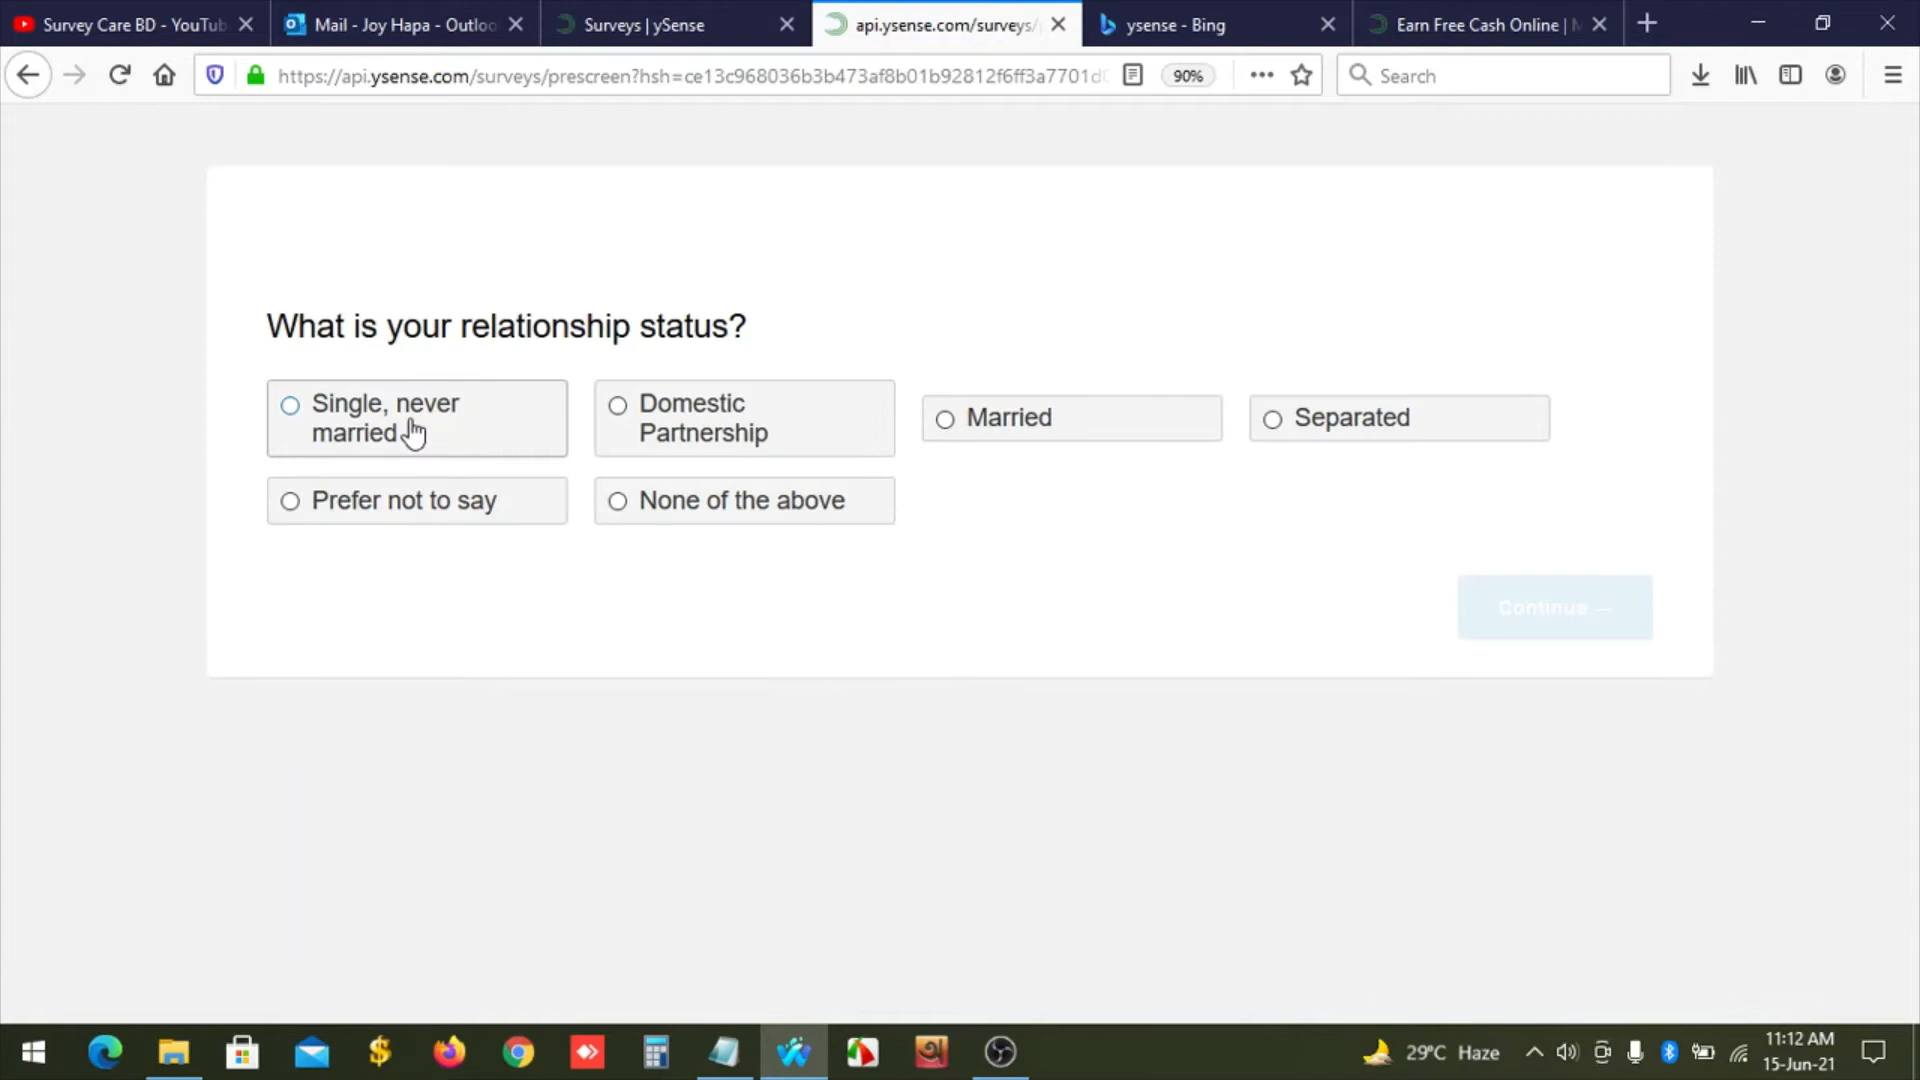 Survey Care BD - YouTub
Mail - Joy Hapa - Outloo
Surveys | ySense
api.ysense.com/surveys/
ysense - Bing
Earn Free Cash Online |
https://api.ysense.com/surveys/prescreen?hsh=ce13c968036b3b473af8b01b92812f6ff3a7701d0
90%
Search
What is your relationship status?
Single, never
married
Domestic
Partnership
Married
Separated
Prefer not to say
None of the above
Continue →
29°C Haze
11:12 AM
15-Jun-21